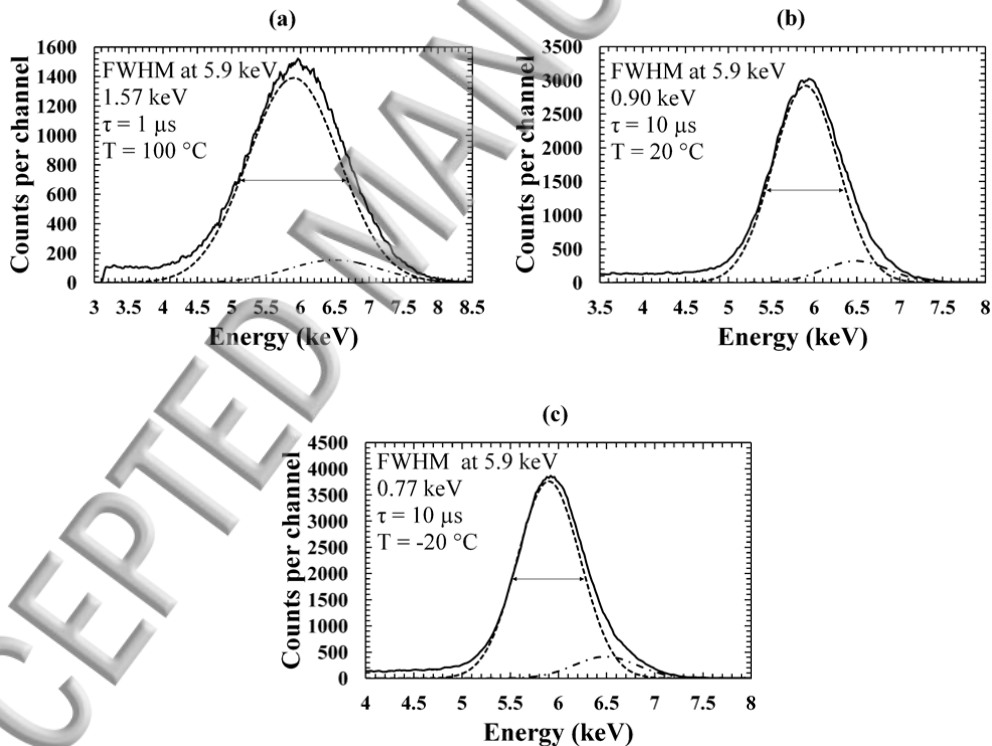 (a)
1600
1400
1200
1000
800
600
400
200
0
Counts per channel
FWHM at 5.9 keV
1.57 keV
τ = 1 µs
T = 100 °C
3 3.5 4 4.5 5 5.5 6 6.5 7 7.5 8 8.5
Energy (keV)
(b)
3500
3000
2500
2000
1500
1000
500
0
Counts per channel
FWHM at 5.9 keV
0.90 keV
τ = 10 µs
T = 20 °C
3.5 4 4.5 5 5.5 6 6.5 7 7.5 8
Energy (keV)
(c)
4500
4000
3500
3000
2500
2000
1500
1000
500
0
Counts per channel
FWHM at 5.9 keV
0.77 keV
τ = 10 µs
T = -20 °C
4 4.5 5 5.5 6 6.5 7 7.5 8
Energy (keV)
CEPTED MANU